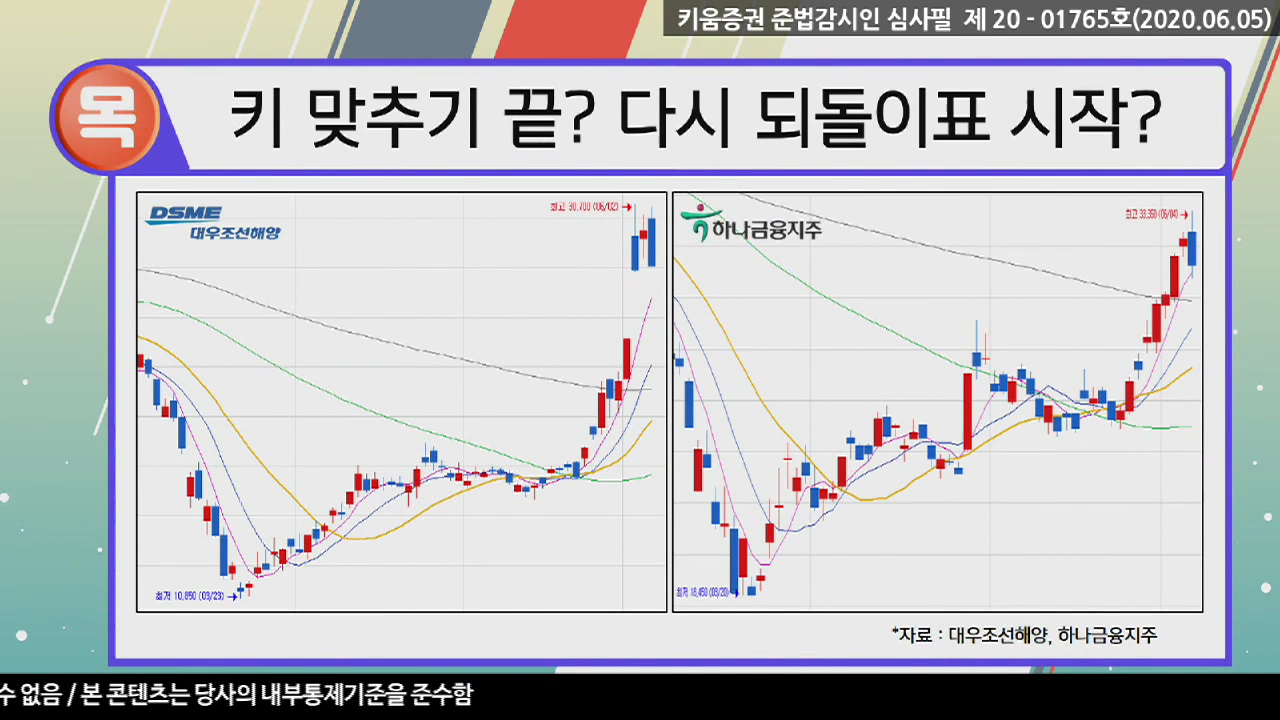 키움증권 준법감시인 심사필 제 20 - 01765호(2020.06.05)
목
키 맞추기 끝? 다시 되돌이표 시작?
DSME
대우조선해양
최고 30,700 (06/02)
최저 10,850 (03/23)
하나금융지주
최고 33,350 (06/04)
최저 18,450 (03/20)
*자료 : 대우조선해양, 하나금융지주
수 없음 / 본 콘텐츠는 당사의 내부통제기준을 준수함